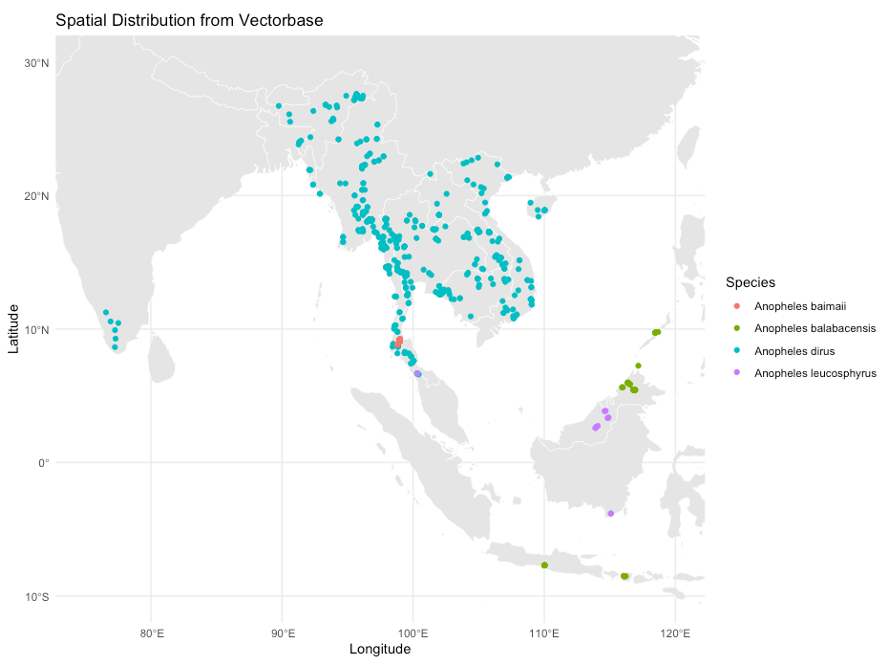 Spatial Distribution from Vectorbase
30°N
20°N
10°N
0°
10°S
Latitude
80°E
90°E
100°E
110°E
120°E
Longitude
Species
Anopheles baimaii
Anopheles balabacensis
Anopheles dirus
Anopheles leucosphyrus